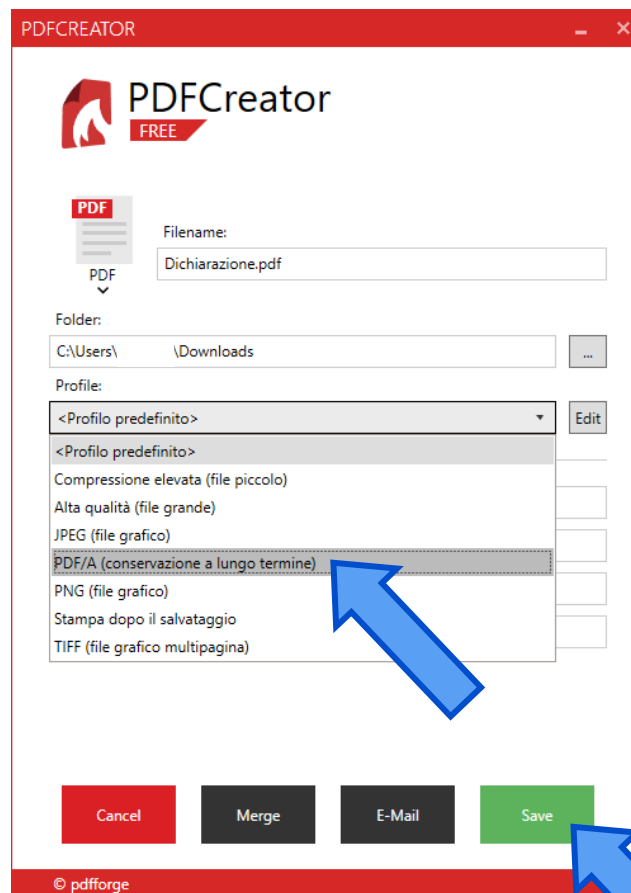 PDFCREATOR
PDFCreator
FREE
PDF
PDF
Filename:
Dichiarazione.pdf
Folder:
C:\Users\ \Downloads
...
Profile:
<Profilo predefinito>
Edit
<Profilo predefinito>
Compressione elevata (file piccolo)
Alta qualità (file grande)
JPEG (file grafico)
PDF/A (conservazione a lungo termine)
PNG (file grafico)
Stampa dopo il salvataggio
TIFF (file grafico multipagina)
Cancel
Merge
E-Mail
Save
© pdfforge